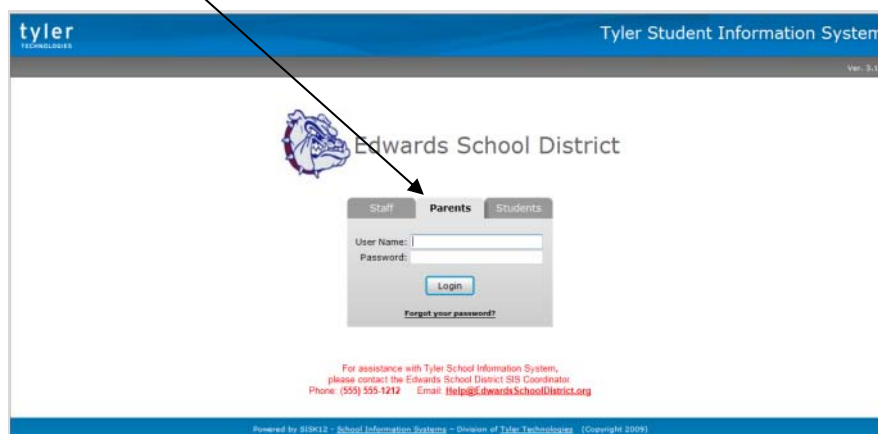 tyler
TECHNOLOGIES
Tyler Student Information System
Ver. 3.1
Edwards School District
Staff Parents Students
User Name:
Password:
Login
Forgot your password?
For assistance with Tyler School Information System,
please contact the Edwards School District SIS Coordinator.
Phone: (555) 555-1212 Email: Help@EdwardsSchoolDistrict.org
Powered by SISK12 - School Information Systems - Division of Tyler Technologies (Copyright 2009)